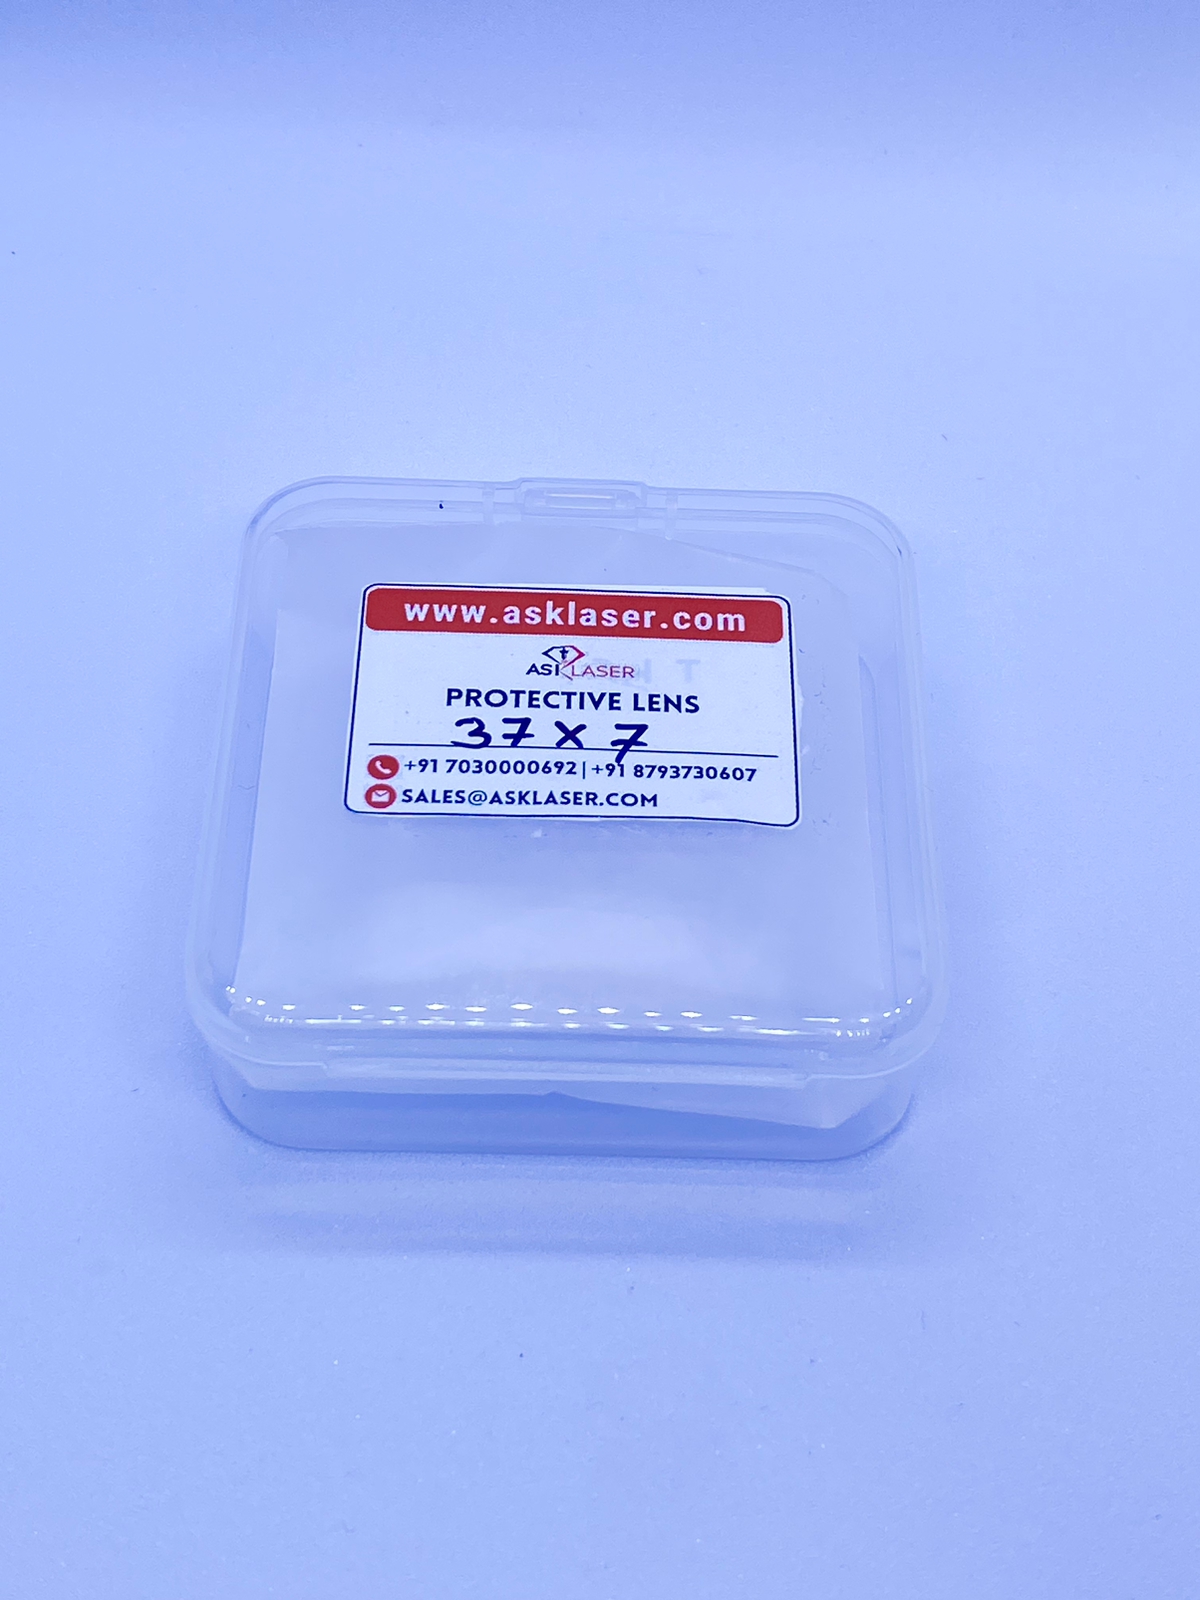 www.asklaser.com
ASK LASER
PROTECTIVE LENS
37 x 7
+91 7030000692 | +91 8793730607
SALES@ASKLASER.COM